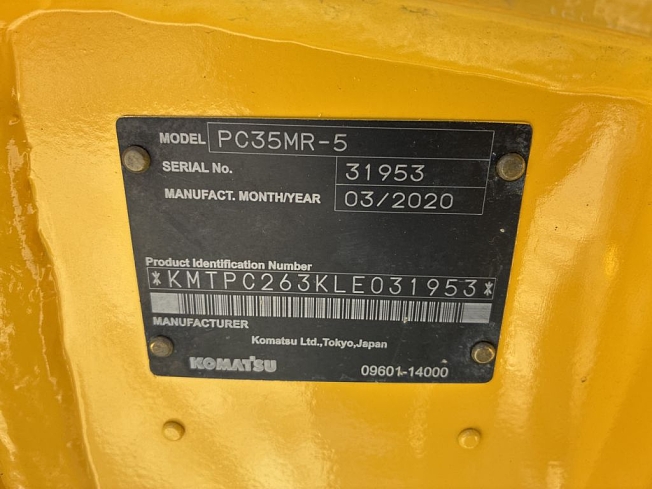 MODEL PC35MR-5
SERIAL No. 31953
MANUFACT. MONTH/YEAR 03/2020
Product Identification Number
*KMTPC263KLE031953*
MANUFACTURER
Komatsu Ltd.,Tokyo,Japan
KOMATSU 09601-14000